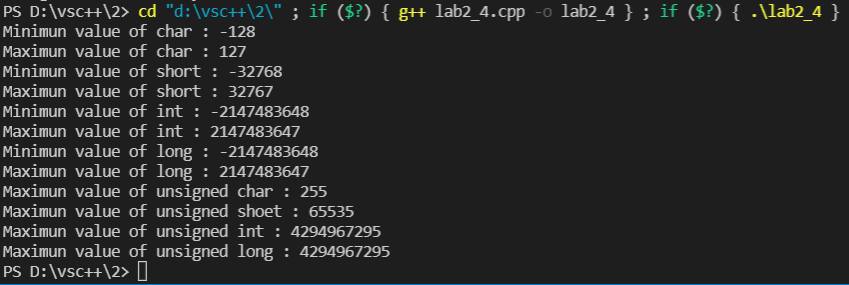 PS D:\vsc++\2> cd "d:\vsc++\2\" ; if ($?) { g++ lab2_4.cpp -o lab2_4 } ; if ($?) { .\lab2_4 }
Minimun value of char : -128
Maximun value of char : 127
Minimun value of short : -32768
Maximun value of short : 32767
Minimun value of int : -2147483648
Maximun value of int : 2147483647
Minimun value of long : -2147483648
Maximun value of long : 2147483647
Maximun value of unsigned char : 255
Maximun value of unsigned shoet : 65535
Maximun value of unsigned int : 4294967295
Maximun value of unsigned long : 4294967295
PS D:\vsc++\2>